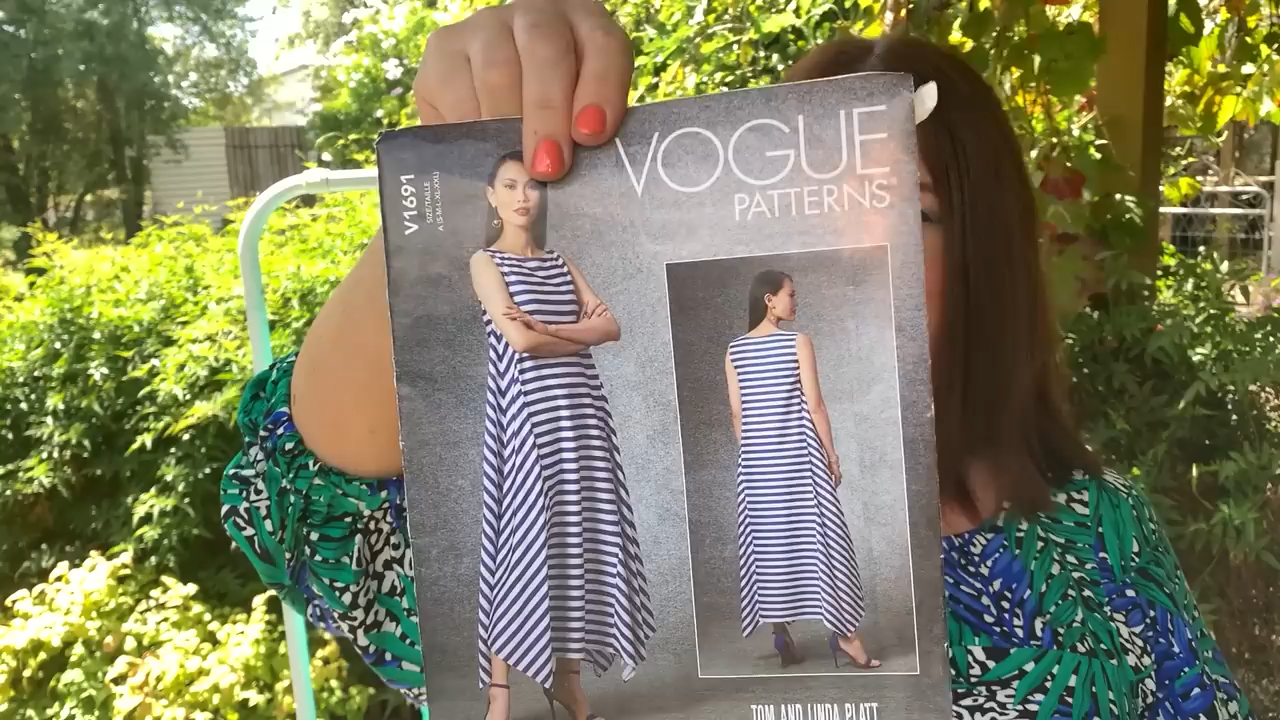 VOGUE
PATTERNS
V1691
SIZE/TAILLE
A (S-M-L-XL-XXL)
TOM AND LINDA PLATT